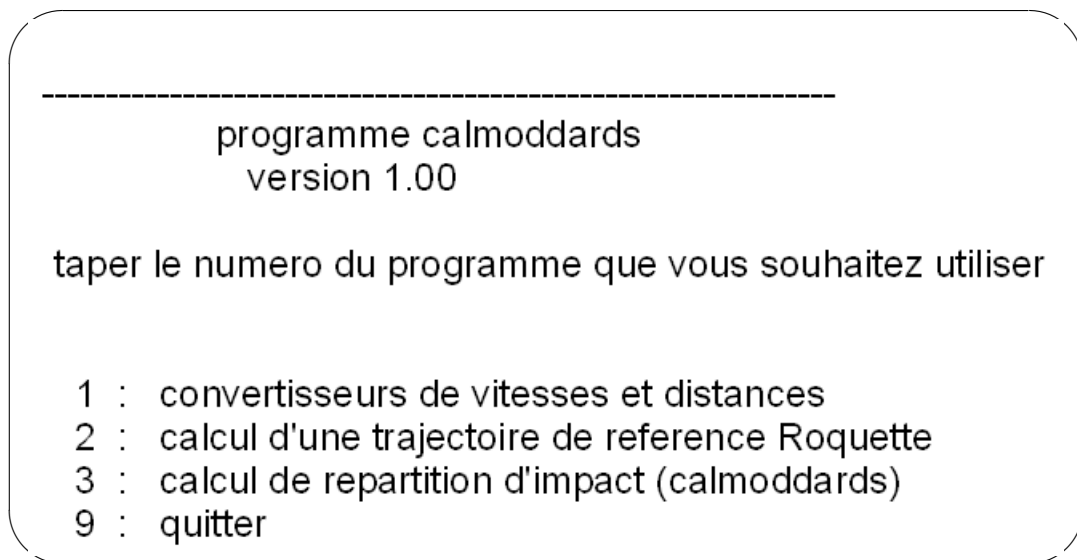 --------------------------------------------------------------
programme calmoddards
version 1.00
taper le numero du programme que vous souhaitez utiliser
1 : convertisseurs de vitesses et distances
2 : calcul d'une trajectoire de reference Roquette
3 : calcul de repartition d'impact (calmoddards)
9 : quitter